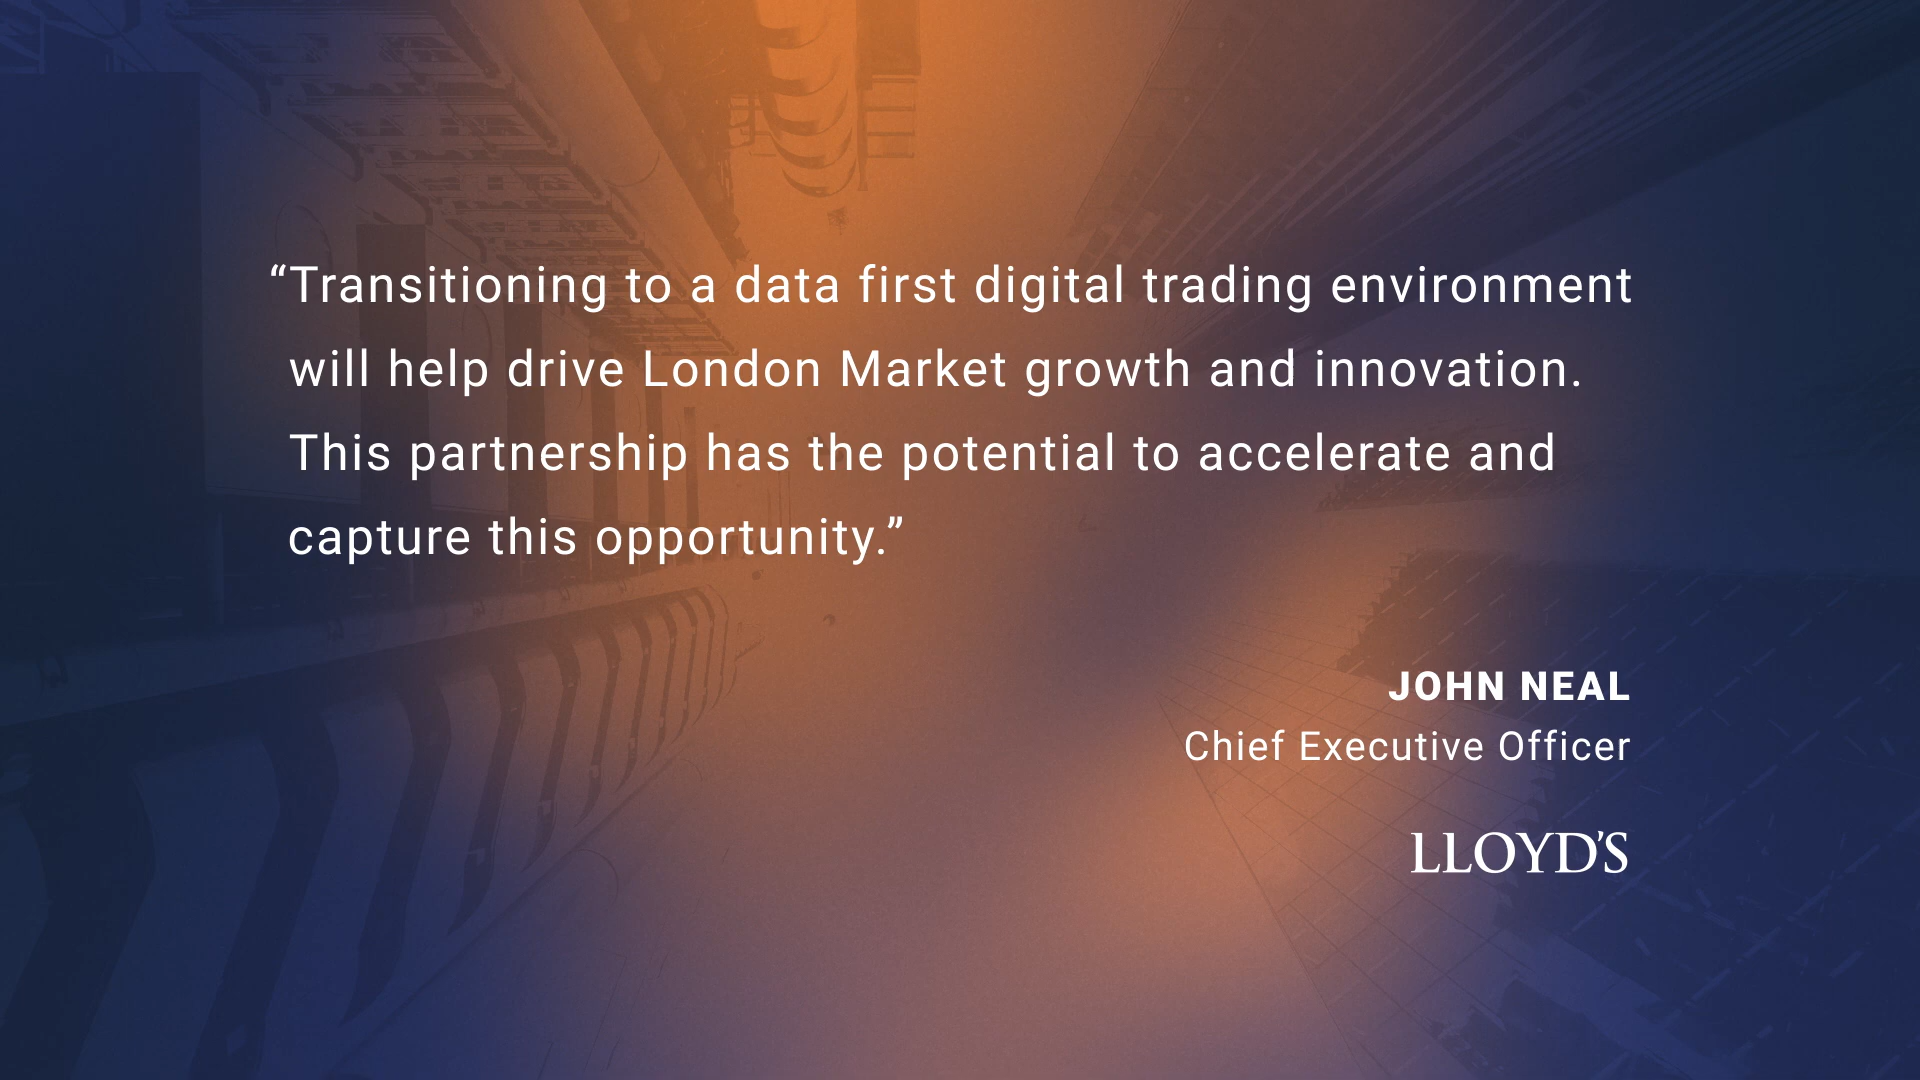 “Transitioning to a data first digital trading environment
will help drive London Market growth and innovation.
This partnership has the potential to accelerate and
capture this opportunity.”
JOHN NEAL
Chief Executive Officer
LLOYD'S